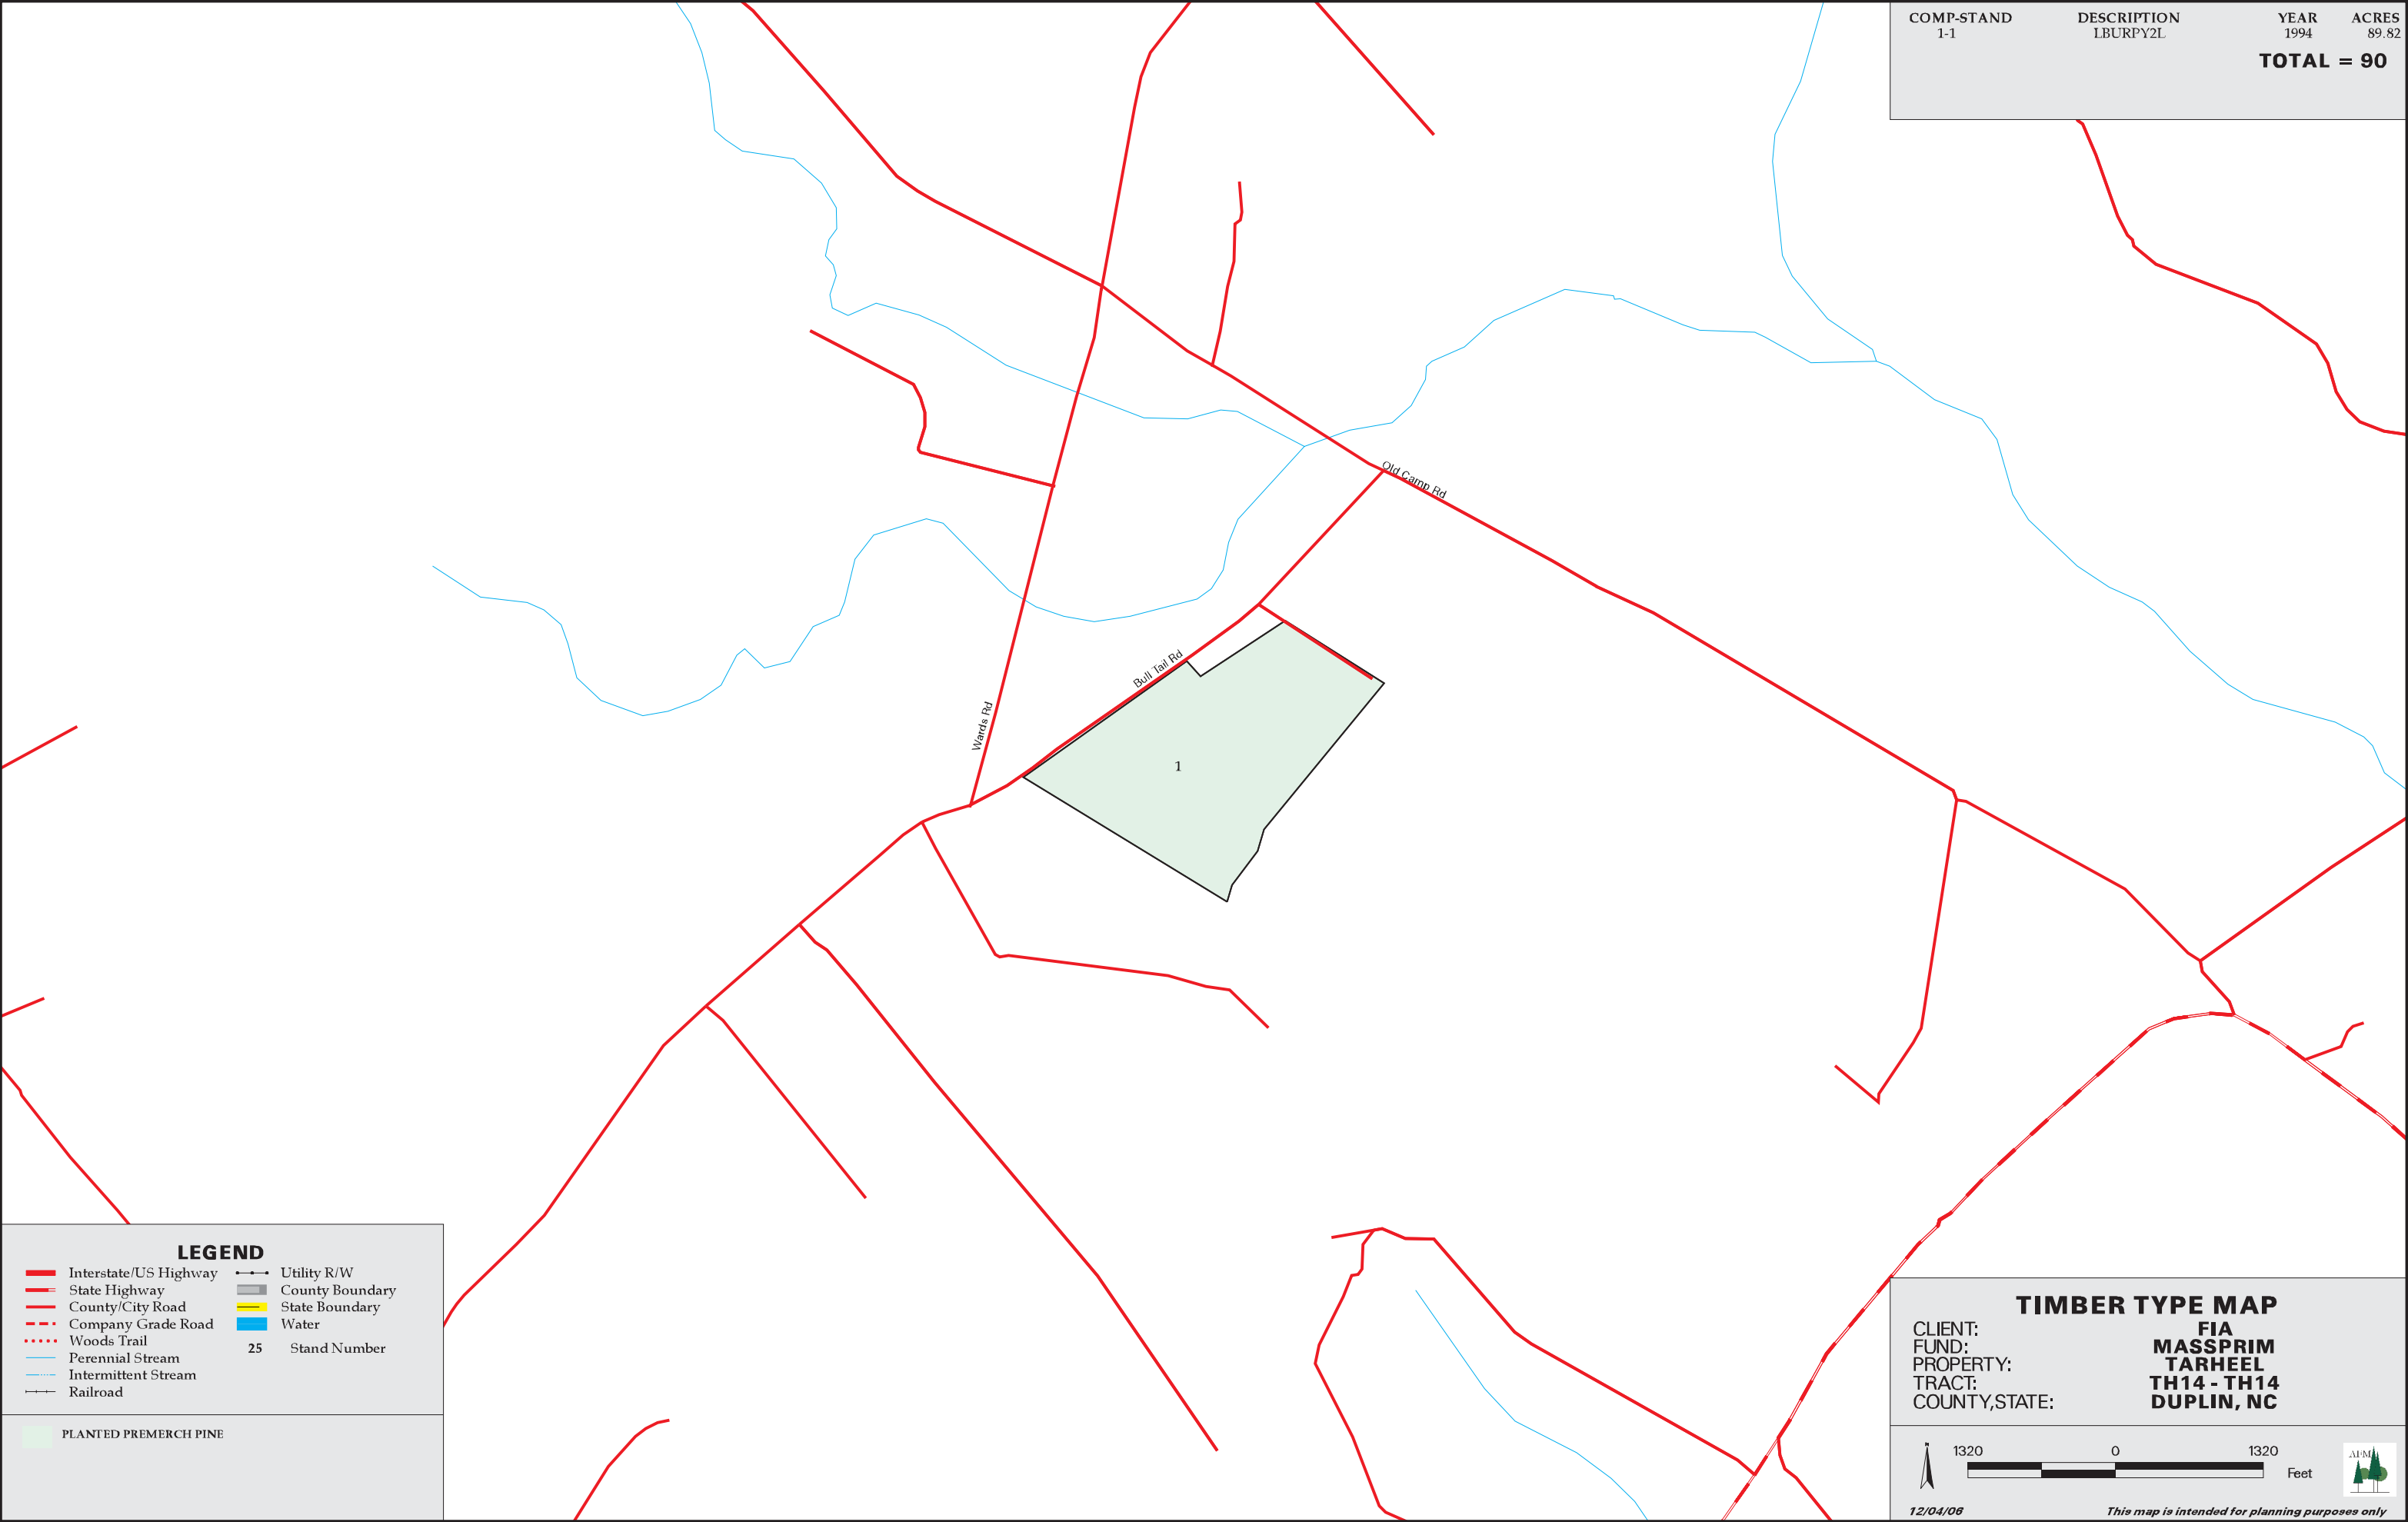 COMP-STAND DESCRIPTION YEAR ACRES
1-1 LBURPY2L 1994 89.82
TOTAL = 90
Old Camp Rd
Bull Tail Rd
Wards Rd
1
LEGEND
Interstate/US Highway Utility R/W
State Highway County Boundary
County/City Road State Boundary
Company Grade Road Water
Woods Trail
25 Stand Number
Perennial Stream
Intermittent Stream
Railroad
PLANTED PREMERCH PINE
TIMBER TYPE MAP
CLIENT: FIA
FUND: MASSPRIM
PROPERTY: TARHEEL
TRACT: TH14 - TH14
COUNTY,STATE: DUPLIN, NC
N
1320 0 1320
Feet
AFM
12/04/06 This map is intended for planning purposes only